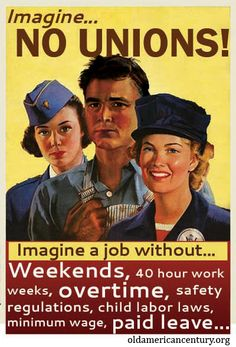 Imagine...
NO UNIONS!
Imagine a job without...
Weekends, 40 hour work
weeks, overtime, safety
regulations, child labor laws,
minimum wage, paid leave...
oldamericancentury.org